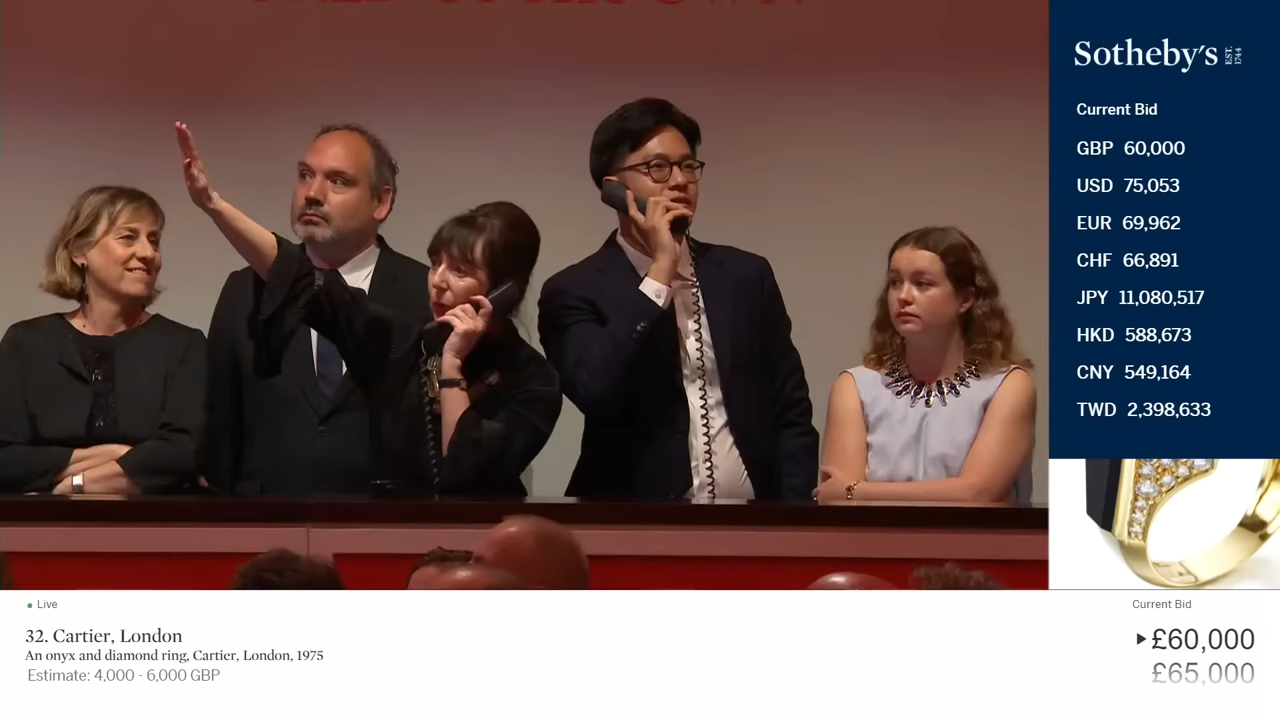 Sotheby's EST. 1744
Current Bid
GBP 60,000
USD 75,053
EUR 69,962
CHF 66,891
JPY 11,080,517
HKD 588,673
CNY 549,164
TWD 2,398,633
Live
32. Cartier, London
An onyx and diamond ring, Cartier, London, 1975
Estimate: 4,000 - 6,000 GBP
Current Bid
£60,000
£65,000